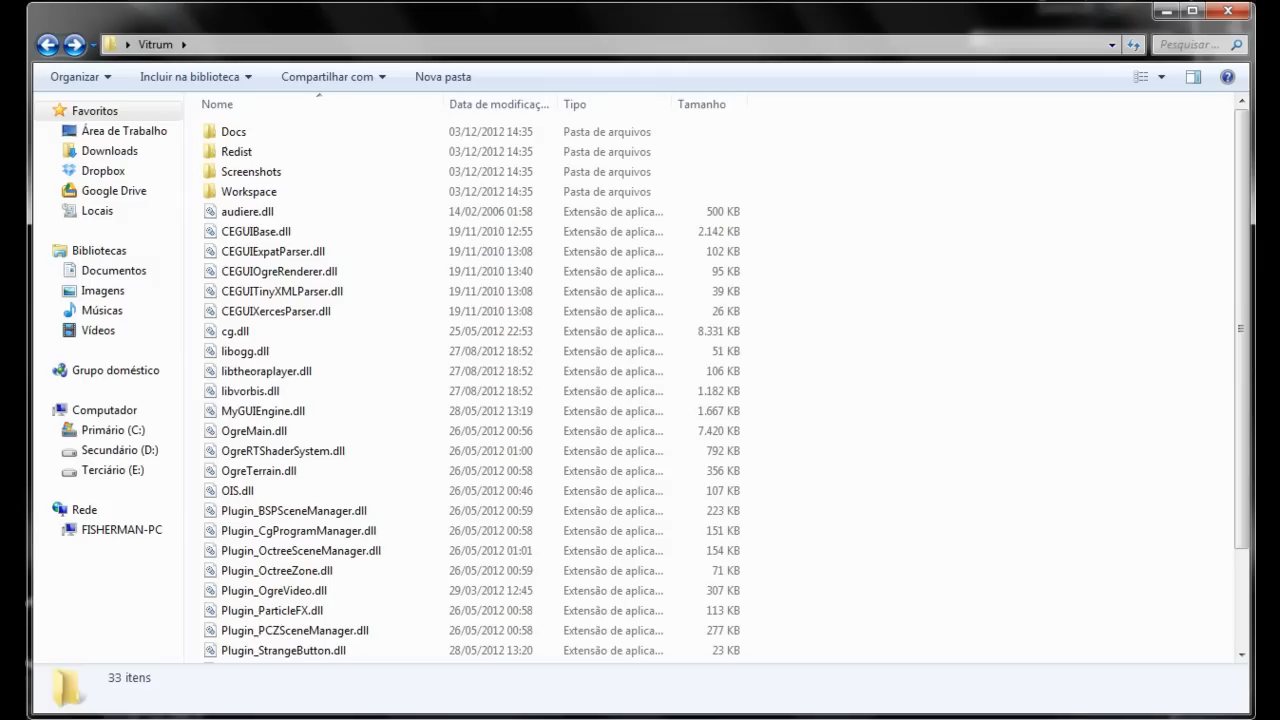 Vitrum
Pesquisar ...
Organizar
Incluir na biblioteca
Compartilhar com
Nova pasta
Favoritos
Área de Trabalho
Downloads
Dropbox
Google Drive
Locais
Bibliotecas
Documentos
Imagens
Músicas
Vídeos
Grupo doméstico
Computador
Primário (C:)
Secundário (D:)
Terciário (E:)
Rede
FISHERMAN-PC
Nome Data de modificaç... Tipo Tamanho
Docs 03/12/2012 14:35 Pasta de arquivos
Redist 03/12/2012 14:35 Pasta de arquivos
Screenshots 03/12/2012 14:35 Pasta de arquivos
Workspace 03/12/2012 14:35 Pasta de arquivos
audiere.dll 14/02/2006 01:58 Extensão de aplica... 500 KB
CEGUIBase.dll 19/11/2010 12:55 Extensão de aplica... 2.142 KB
CEGUIExpatParser.dll 19/11/2010 13:08 Extensão de aplica... 102 KB
CEGUIOgreRenderer.dll 19/11/2010 13:40 Extensão de aplica... 95 KB
CEGUITinyXMLParser.dll 19/11/2010 13:08 Extensão de aplica... 39 KB
CEGUIXercesParser.dll 19/11/2010 13:08 Extensão de aplica... 26 KB
cg.dll 25/05/2012 22:53 Extensão de aplica... 8.331 KB
libogg.dll 27/08/2012 18:52 Extensão de aplica... 51 KB
libtheoraplayer.dll 27/08/2012 18:52 Extensão de aplica... 106 KB
libvorbis.dll 27/08/2012 18:52 Extensão de aplica... 1.182 KB
MyGUIEngine.dll 28/05/2012 13:19 Extensão de aplica... 1.667 KB
OgreMain.dll 26/05/2012 00:56 Extensão de aplica... 7.420 KB
OgreRTShaderSystem.dll 26/05/2012 01:00 Extensão de aplica... 792 KB
OgreTerrain.dll 26/05/2012 00:58 Extensão de aplica... 356 KB
OIS.dll 26/05/2012 00:46 Extensão de aplica... 107 KB
Plugin_BSPSceneManager.dll 26/05/2012 00:59 Extensão de aplica... 223 KB
Plugin_CgProgramManager.dll 26/05/2012 00:58 Extensão de aplica... 151 KB
Plugin_OctreeSceneManager.dll 26/05/2012 01:01 Extensão de aplica... 154 KB
Plugin_OctreeZone.dll 26/05/2012 00:59 Extensão de aplica... 71 KB
Plugin_OgreVideo.dll 29/03/2012 12:45 Extensão de aplica... 307 KB
Plugin_ParticleFX.dll 26/05/2012 00:58 Extensão de aplica... 113 KB
Plugin_PCZSceneManager.dll 26/05/2012 00:58 Extensão de aplica... 277 KB
Plugin_StrangeButton.dll 28/05/2012 13:20 Extensão de aplica... 23 KB
33 itens